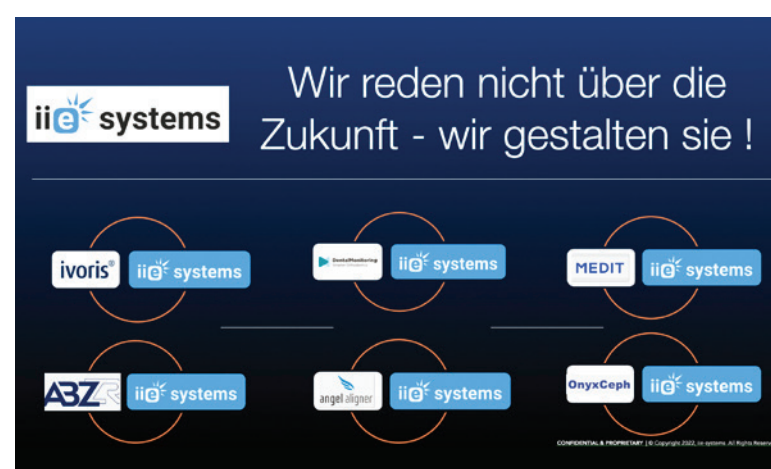 iie systems
Wir reden nicht über die
Zukunft - wir gestalten sie !
ivoris®
iie systems
DentalMonitoring
iie systems
MEDIT
iie systems
ABZR
iie systems
angel aligner
iie systems
OnyxCeph
iie systems
CONFIDENTIAL & PROPRIETARY | © Copyright 2022, iie systems. All Rights